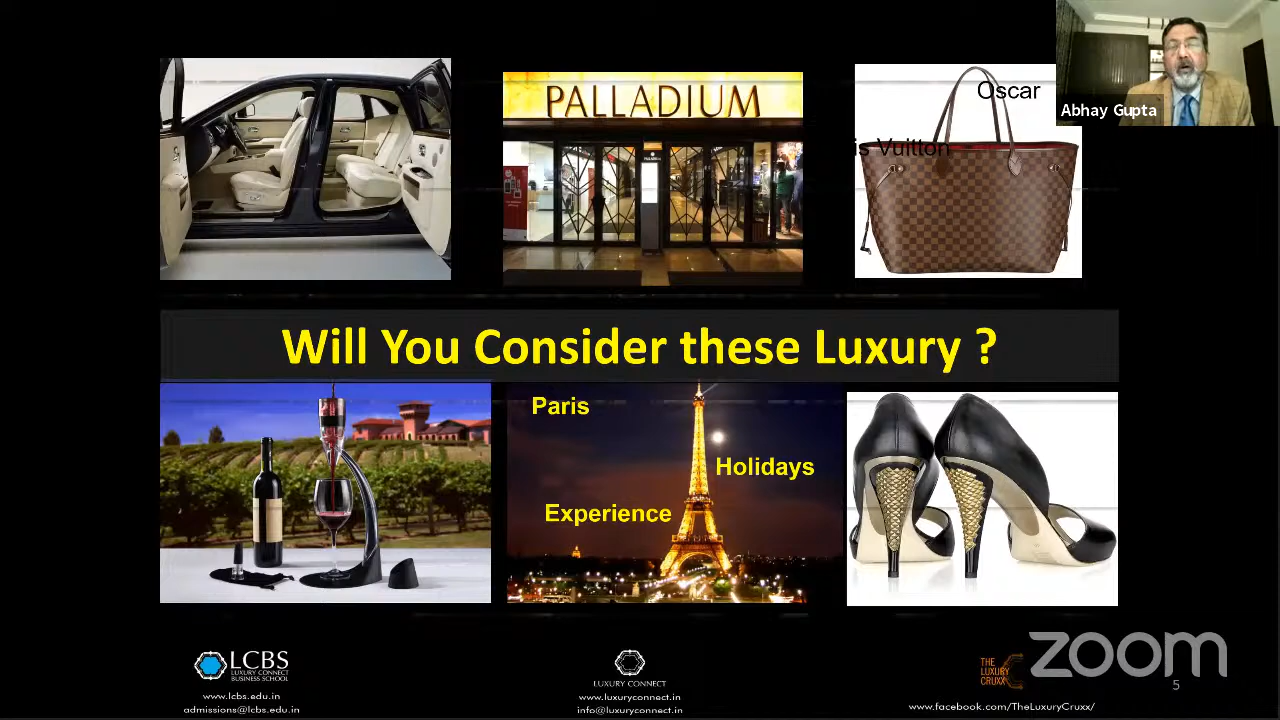 PALLADIUM
Oscar
is Vuitton
Abhay Gupta
Will You Consider these Luxury ?
Paris
Holidays
Experience
LCBS
LUXURY CONNECT
BUSINESS SCHOOL
www.lcbs.edu.in
admissions@lcbs.edu.in
LUXURY CONNECT
www.luxuryconnect.in
info@luxuryconnect.in
THE
LUXURY
CRUXX
www.facebook.com/TheLuxuryCruxx/
zoom
5